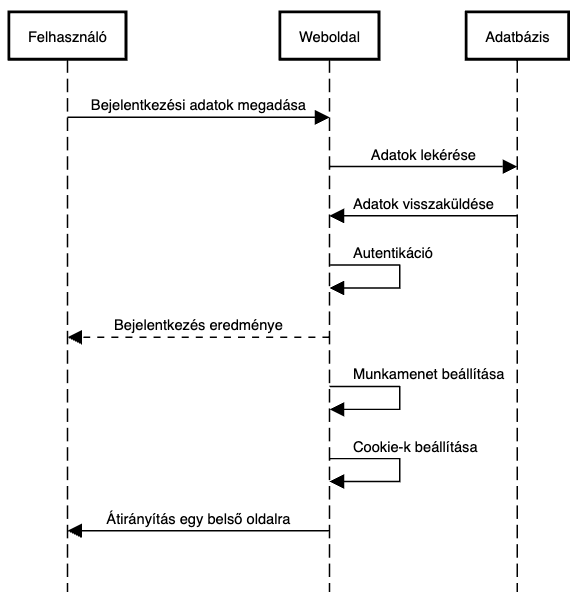 Felhasználó
Weboldal
Adatbázis
Bejelentkezési adatok megadása
Adatok lekérése
Adatok visszaküldése
Autentikáció
Bejelentkezés eredménye
Munkamenet beállítása
Cookie-k beállítása
Átirányítás egy belső oldalra